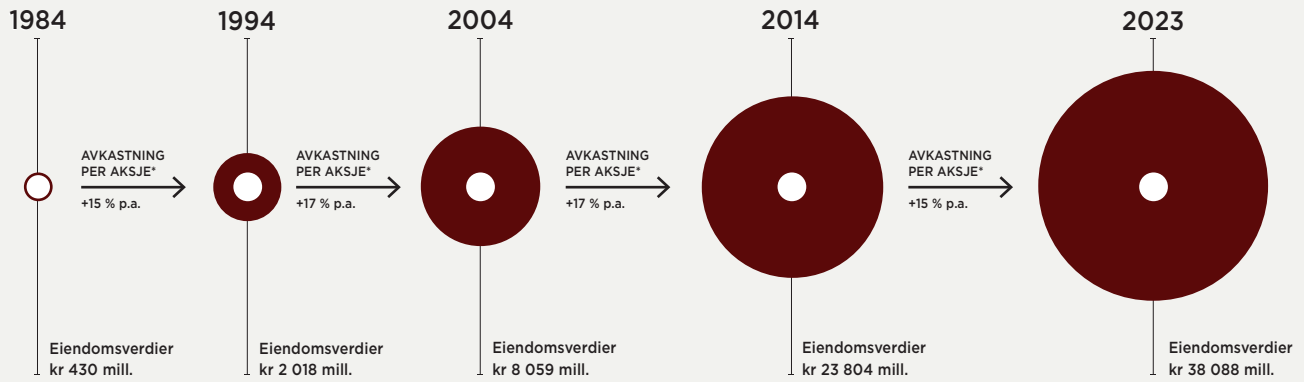 1984
1994
2004
2014
2023
AVKASTNING
PER AKSJE*
+15 % p.a.
AVKASTNING
PER AKSJE*
+17 % p.a.
AVKASTNING
PER AKSJE*
+17 % p.a.
AVKASTNING
PER AKSJE*
+15 % p.a.
Eiendomsverdier
kr 430 mill.
Eiendomsverdier
kr 2 018 mill.
Eiendomsverdier
kr 8 059 mill.
Eiendomsverdier
kr 23 804 mill.
Eiendomsverdier
kr 38 088 mill.